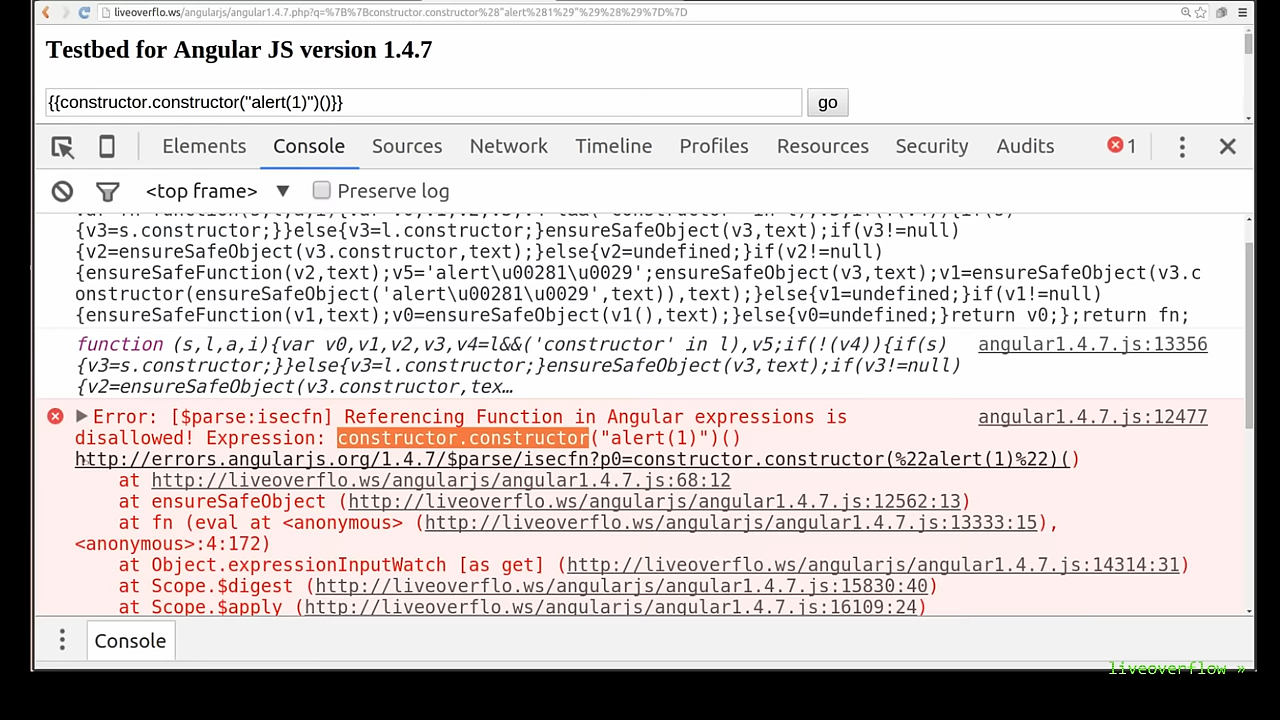 liveoverflo.ws/angularjs/angular1.4.7.php?q=%7B%7Bconstructor.constructor%28"alert%281%29"%29%28%29%7D%7D
Testbed for Angular JS version 1.4.7
{{constructor.constructor("alert(1)")()}} go
Elements Console Sources Network Timeline Profiles Resources Security Audits 1
<top frame> ▼ Preserve log
{v3=s.constructor;}}else{v3=l.constructor;}ensureSafeObject(v3,text);if(v3!=null)
{v2=ensureSafeObject(v3.constructor,text);}else{v2=undefined;}if(v2!=null)
{ensureSafeFunction(v2,text);v5='alert\u00281\u0029';ensureSafeObject(v3,text);v1=ensureSafeObject(v3.c
onstructor(ensureSafeObject('alert\u00281\u0029',text)),text);}else{v1=undefined;}if(v1!=null)
{ensureSafeFunction(v1,text);v0=ensureSafeObject(v1(),text);}else{v0=undefined;}return v0;};return fn;
function (s,l,a,i){var v0,v1,v2,v3,v4=l&&('constructor' in l),v5;if(!(v4)){if(s) angular1.4.7.js:13356
{v3=s.constructor;}}else{v3=l.constructor;}ensureSafeObject(v3,text);if(v3!=null)
{v2=ensureSafeObject(v3.constructor,tex…
▶Error: [$parse:isecfn] Referencing Function in Angular expressions is angular1.4.7.js:12477
disallowed! Expression: constructor.constructor("alert(1)")()
http://errors.angularjs.org/1.4.7/$parse/isecfn?p0=constructor.constructor(%22alert(1)%22)()
at http://liveoverflo.ws/angularjs/angular1.4.7.js:68:12
at ensureSafeObject (http://liveoverflo.ws/angularjs/angular1.4.7.js:12562:13)
at fn (eval at <anonymous> (http://liveoverflo.ws/angularjs/angular1.4.7.js:13333:15),
<anonymous>:4:172)
at Object.expressionInputWatch [as get] (http://liveoverflo.ws/angularjs/angular1.4.7.js:14314:31)
at Scope.$digest (http://liveoverflo.ws/angularjs/angular1.4.7.js:15830:40)
at Scope.$apply (http://liveoverflo.ws/angularjs/angular1.4.7.js:16109:24)
Console
liveoverflow »